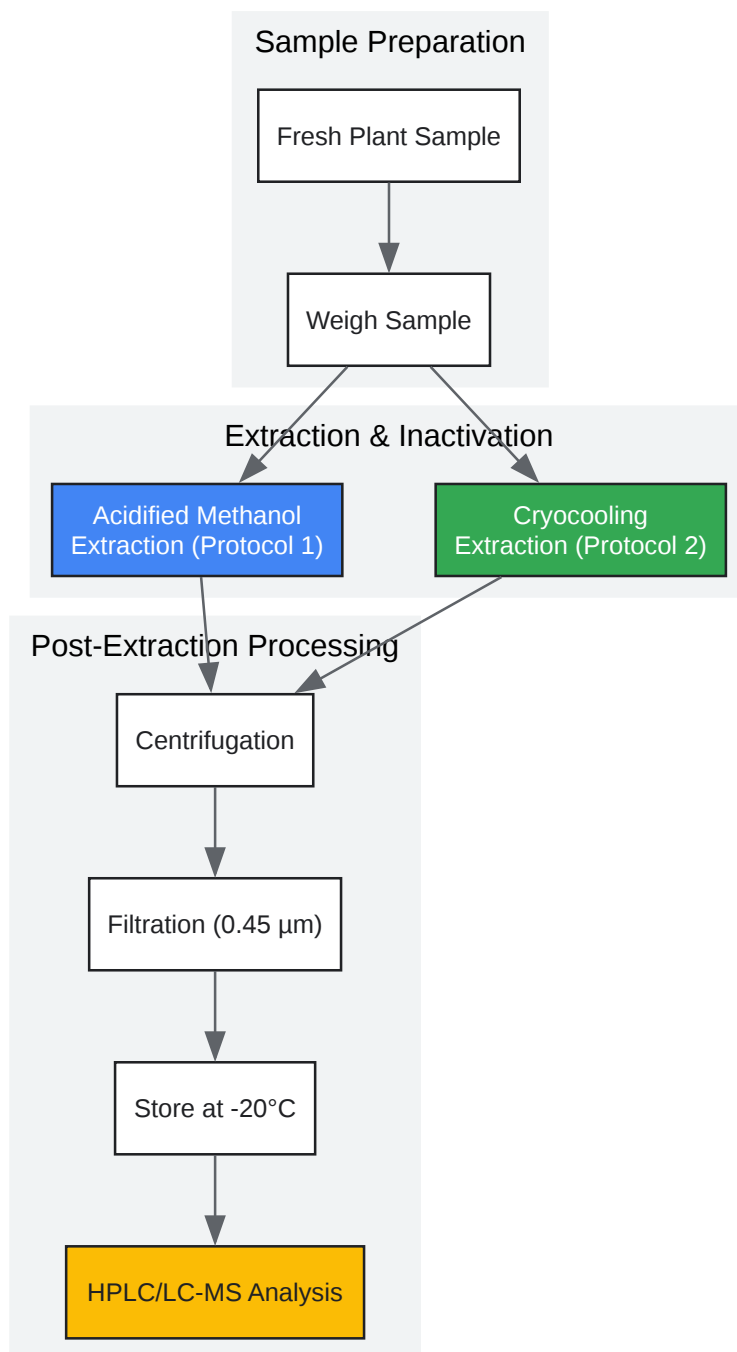 Sample Preparation
Fresh Plant Sample
Weigh Sample
Extraction & Inactivation
Acidified Methanol
Extraction (Protocol 1)
Cryocooling
Extraction (Protocol 2)
Post-Extraction Processing
Centrifugation
Filtration (0.45 µm)
Store at -20°C
HPLC/LC-MS Analysis